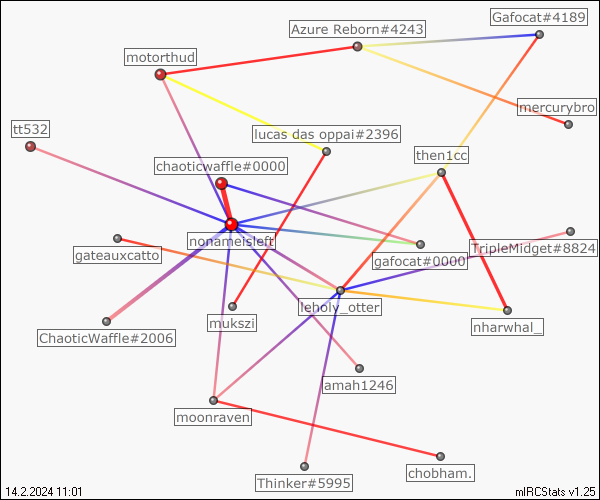 Gafocat#4189
Azure Reborn#4243
motorthud
mercurybro
tt532
lucas das oppai#2396
then1cc
chaoticwaffle#0000
nonameisleft
gateauxcatto
gafocat#0000
TripleMidget#8824
leholy_otter
mukszi
nharwhal_
ChaoticWaffle#2006
amah1246
moonraven
chobham.
Thinker#5995
14.2.2024 11:01
mIRCStats v1.25